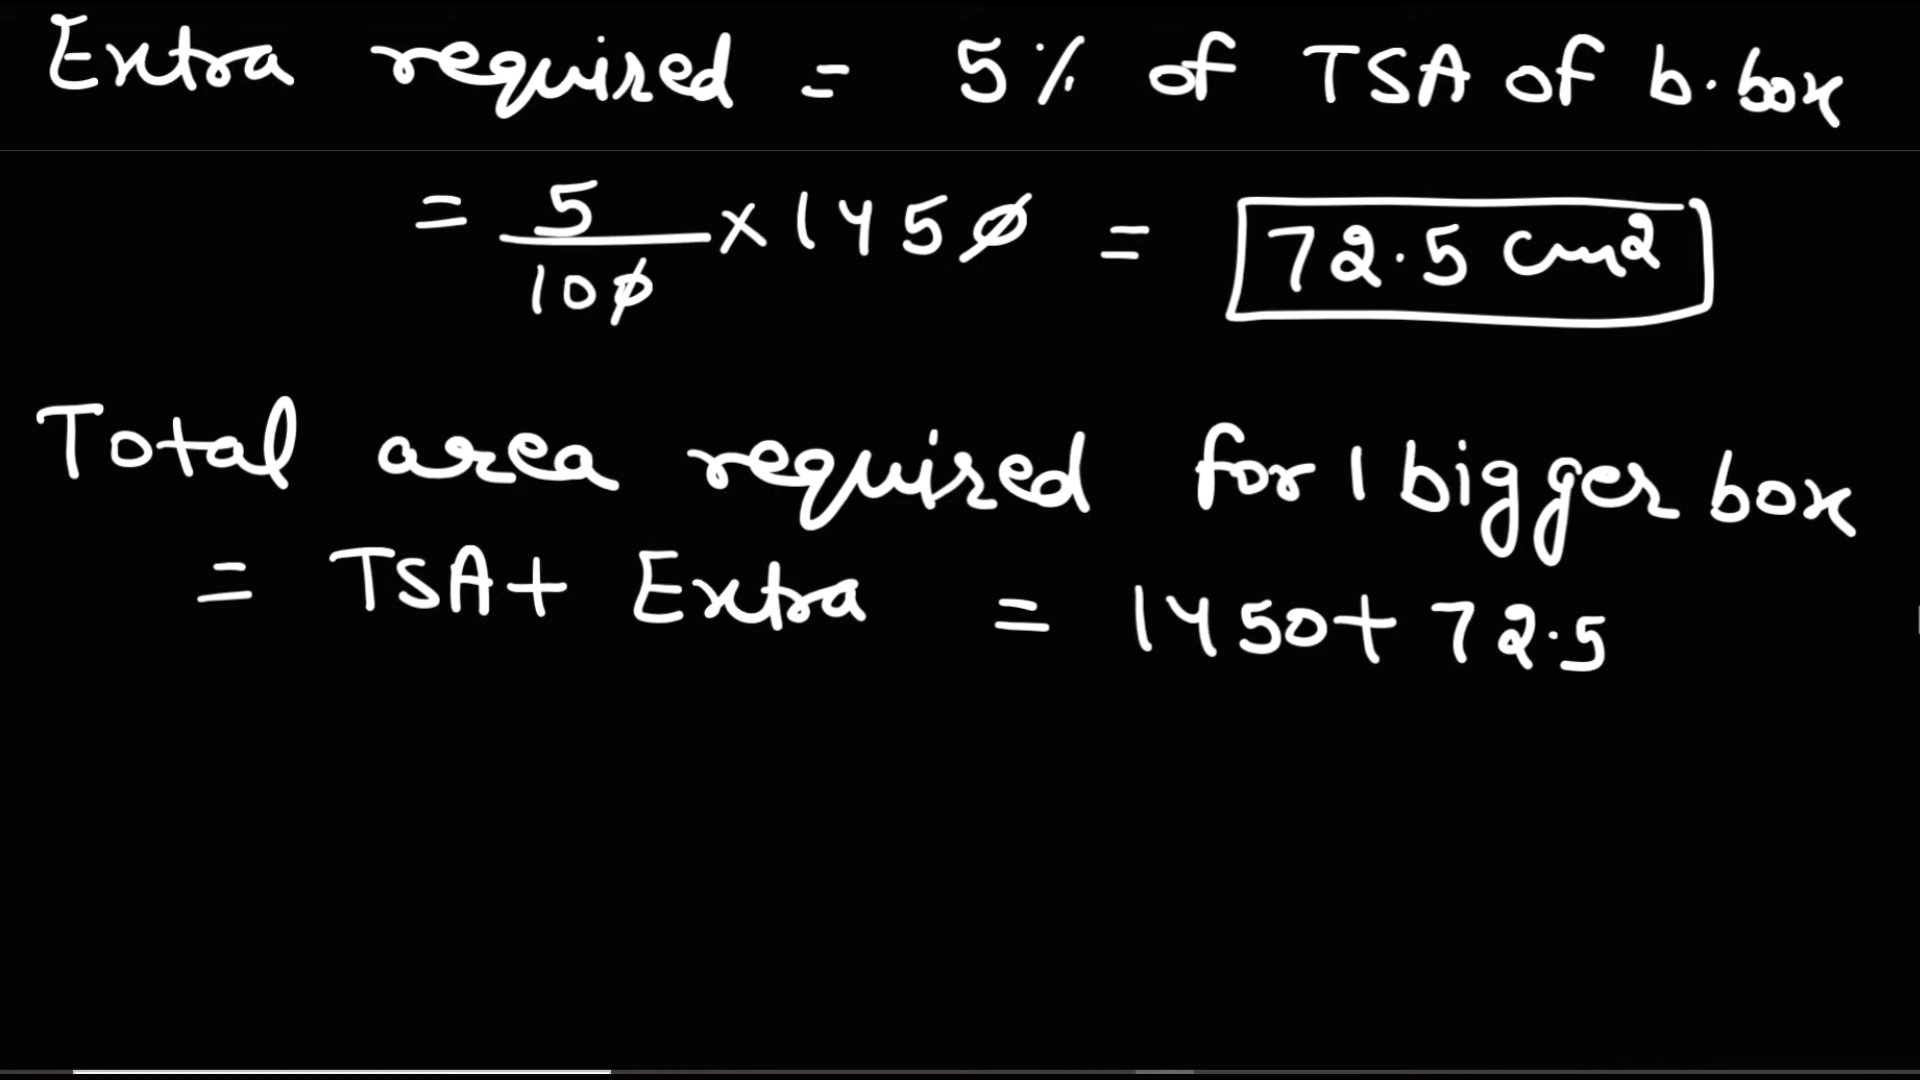 Extra required = 5% of TSA of b.box
= 5/100 × 1450 = 72.5 cm²
Total area required for 1 bigger box
= TSA + Extra = 1450 + 72.5